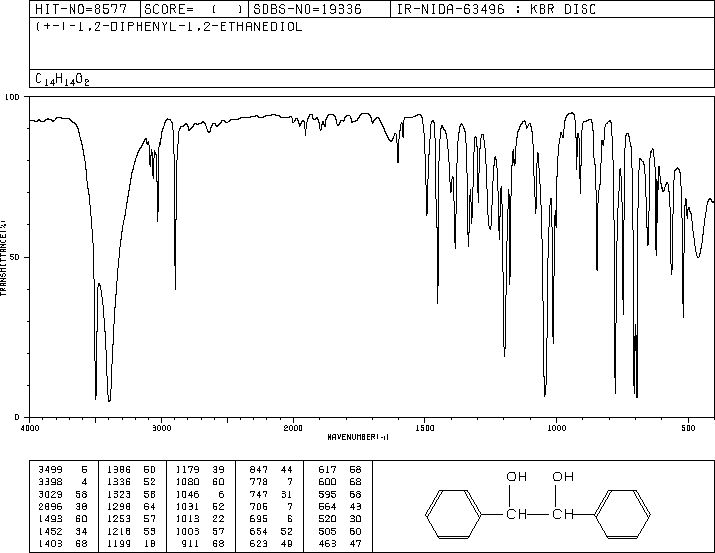 HIT-NO=8577 SCORE= ( ) SDBS-NO=19336 IR-NIDA-63496 : KBR DISC
(+-)-1,2-DIPHENYL-1,2-ETHANEDIOL
C14H14O2
100
50
0
TRANSMITTANCE(%)
4000 3000 2000 1500 1000 500
WAVENUMBER(-1)
3499 5 1386 50 1179 39 847 44 617 58
3398 4 1336 52 1080 60 778 7 600 68
3029 58 1323 58 1046 6 747 31 595 68
2896 38 1298 64 1031 52 706 7 564 43
1493 60 1253 57 1013 22 695 6 520 30
1452 34 1218 55 1003 57 654 52 505 60
1403 68 1199 18 911 68 623 49 463 47
OH OH
CH CH